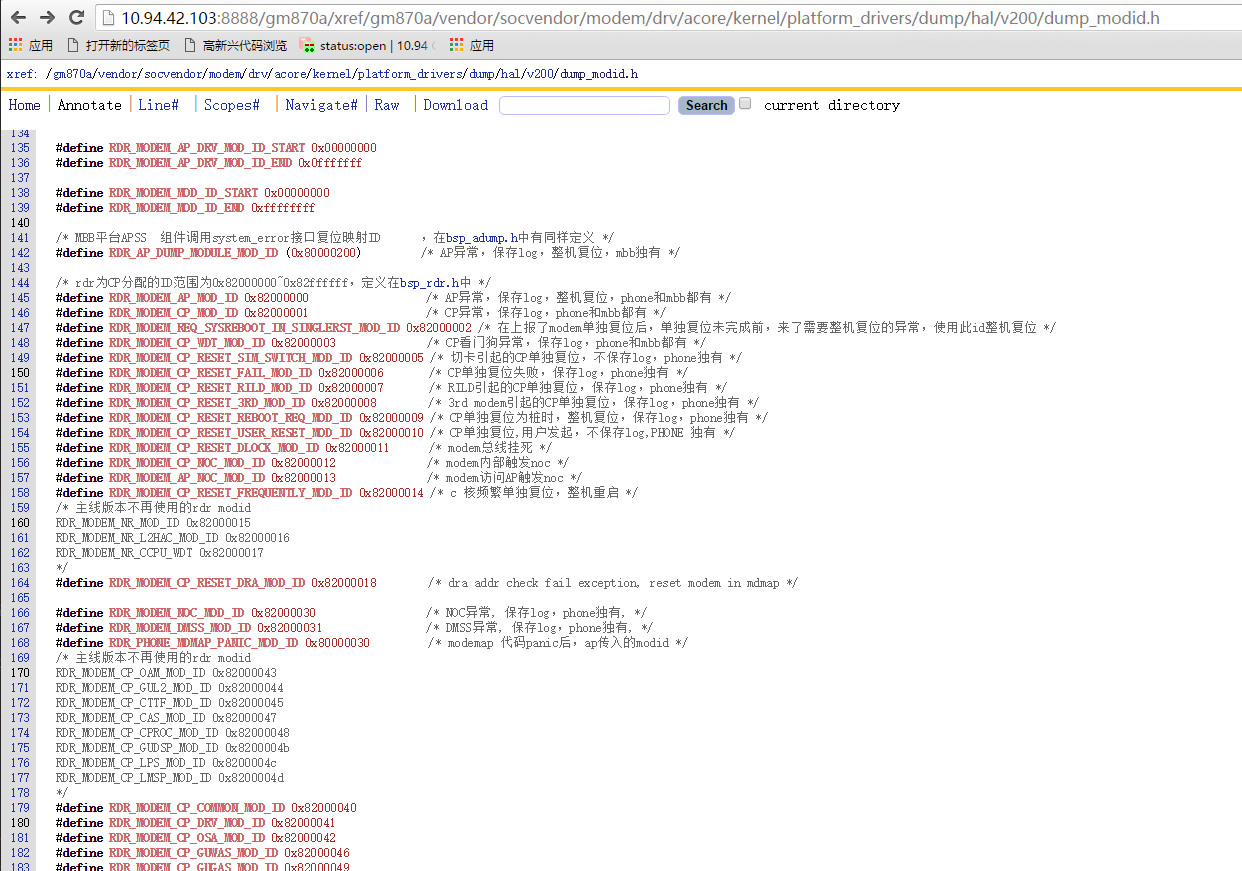 10.94.42.103:8888/gm870a/xref/gm870a/vendor/socvendor/modem/drv/acore/kernel/platform_drivers/dump/hal/v200/dump_modid.h
应用 打开新的标签页 高新兴代码浏览 status:open | 10.94 应用
xref: /gm870a/vendor/socvendor/modem/drv/acore/kernel/platform_drivers/dump/hal/v200/dump_modid.h
Home Annotate Line# Scopes# Navigate# Raw Download Search current directory
134
135 #define RDR_MODEM_AP_DRV_MOD_ID_START 0x00000000
136 #define RDR_MODEM_AP_DRV_MOD_ID_END 0x0fffffff
137
138 #define RDR_MODEM_MOD_ID_START 0x00000000
139 #define RDR_MODEM_MOD_ID_END 0xffffffff
140
141 /* MBB平台APSS 组件调用system_error接口复位映射ID ，在bsp_adump.h中有同样定义 */
142 #define RDR_AP_DUMP_MODULE_MOD_ID (0x80000200) /* AP异常，保存log，整机复位，mbb独有 */
143
144 /* rdr为CP分配的ID范围为0x82000000~0x82ffffff，定义在bsp_rdr.h中 */
145 #define RDR_MODEM_AP_MOD_ID 0x82000000 /* AP异常，保存log，整机复位，phone和mbb都有 */
146 #define RDR_MODEM_CP_MOD_ID 0x82000001 /* CP异常，保存log，phone和mbb都有 */
147 #define RDR_MODEM_REQ_SYSREBOOT_IN_SINGLERST_MOD_ID 0x82000002 /* 在上报了modem单独复位后，单独复位未完成前，来了需要整机复位的异常，使用此id整机复位 */
148 #define RDR_MODEM_CP_WDT_MOD_ID 0x82000003 /* CP看门狗异常，保存log，phone和mbb都有 */
149 #define RDR_MODEM_CP_RESET_SIM_SWITCH_MOD_ID 0x82000005 /* 切卡引起的CP单独复位，不保存log，phone独有 */
150 #define RDR_MODEM_CP_RESET_FAIL_MOD_ID 0x82000006 /* CP单独复位失败，保存log，phone独有 */
151 #define RDR_MODEM_CP_RESET_RILD_MOD_ID 0x82000007 /* RILD引起的CP单独复位，保存log，phone独有 */
152 #define RDR_MODEM_CP_RESET_3RD_MOD_ID 0x82000008 /* 3rd modem引起的CP单独复位，保存log，phone独有 */
153 #define RDR_MODEM_CP_RESET_REBOOT_REQ_MOD_ID 0x82000009 /* CP单独复位为桩时，整机复位，保存log，phone独有 */
154 #define RDR_MODEM_CP_RESET_USER_RESET_MOD_ID 0x82000010 /* CP单独复位,用户发起，不保存log,PHONE 独有 */
155 #define RDR_MODEM_CP_RESET_DLOCK_MOD_ID 0x82000011 /* modem总线挂死 */
156 #define RDR_MODEM_CP_NOC_MOD_ID 0x82000012 /* modem内部触发noc */
157 #define RDR_MODEM_AP_NOC_MOD_ID 0x82000013 /* modem访问AP触发noc */
158 #define RDR_MODEM_CP_RESET_FREQUENTLY_MOD_ID 0x82000014 /* c 核频繁单独复位，整机重启 */
159 /* 主线版本不再使用的rdr modid
160 RDR_MODEM_NR_MOD_ID 0x82000015
161 RDR_MODEM_NR_L2HAC_MOD_ID 0x82000016
162 RDR_MODEM_NR_CCPU_WDT 0x82000017
163 */
164 #define RDR_MODEM_CP_RESET_DRA_MOD_ID 0x82000018 /* dra addr check fail exception, reset modem in mdmap */
165
166 #define RDR_MODEM_NOC_MOD_ID 0x82000030 /* NOC异常, 保存log，phone独有, */
167 #define RDR_MODEM_DMSS_MOD_ID 0x82000031 /* DMSS异常, 保存log，phone独有, */
168 #define RDR_PHONE_MDMAP_PANIC_MOD_ID 0x80000030 /* modemap 代码panic后，ap传入的modid */
169 /* 主线版本不再使用的rdr modid
170 RDR_MODEM_CP_OAM_MOD_ID 0x82000043
171 RDR_MODEM_CP_GUL2_MOD_ID 0x82000044
172 RDR_MODEM_CP_CTTF_MOD_ID 0x82000045
173 RDR_MODEM_CP_CAS_MOD_ID 0x82000047
174 RDR_MODEM_CP_CPROC_MOD_ID 0x82000048
175 RDR_MODEM_CP_GUDSP_MOD_ID 0x8200004b
176 RDR_MODEM_CP_LPS_MOD_ID 0x8200004c
177 RDR_MODEM_CP_LMSP_MOD_ID 0x8200004d
178 */
179 #define RDR_MODEM_CP_COMMON_MOD_ID 0x82000040
180 #define RDR_MODEM_CP_DRV_MOD_ID 0x82000041
181 #define RDR_MODEM_CP_OSA_MOD_ID 0x82000042
182 #define RDR_MODEM_CP_GUWAS_MOD_ID 0x82000046
183 #define RDR_MODEM_CP_GUGAS_MOD_ID 0x82000049